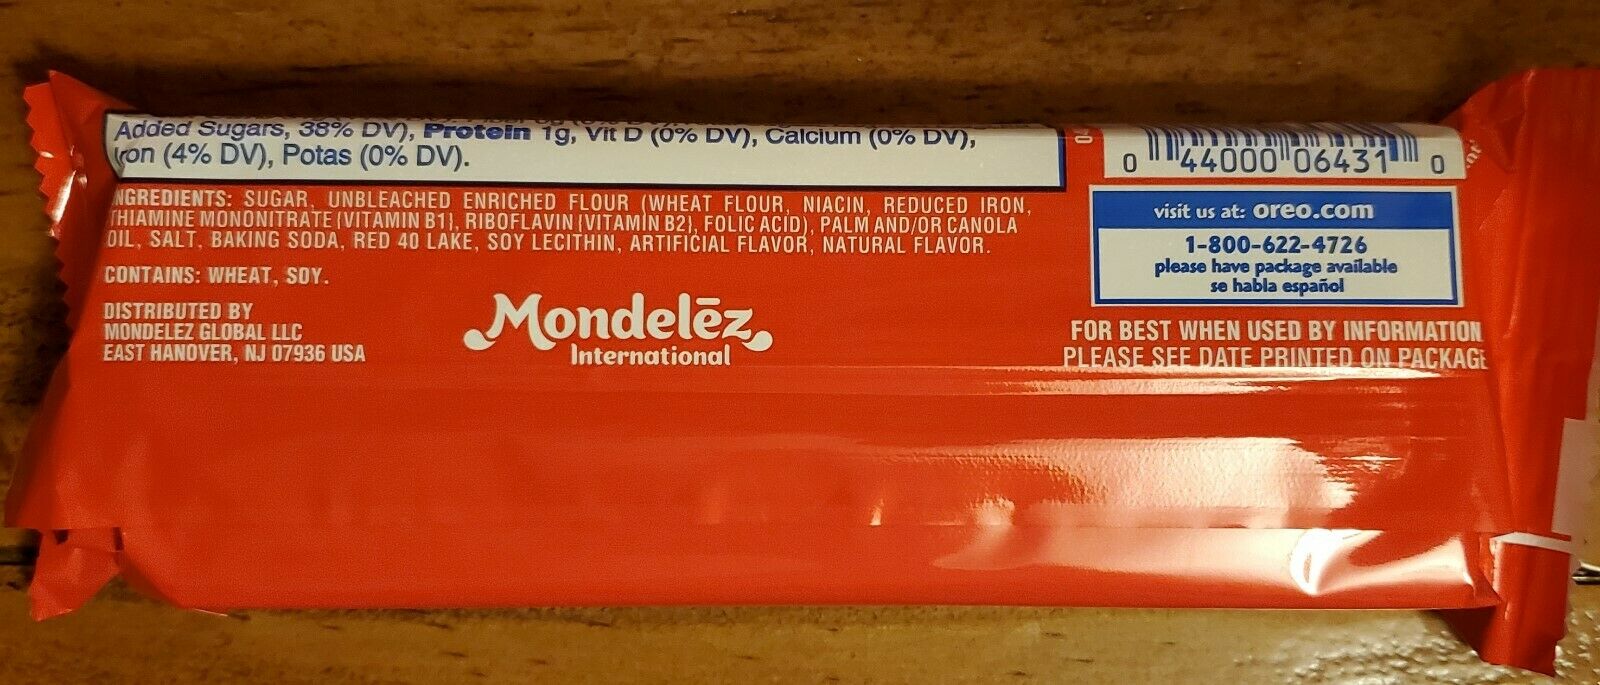 Added Sugars, 38% DV), Protein 1g, Vit D (0% DV), Calcium (0% DV),
Iron (4% DV), Potas (0% DV).
INGREDIENTS: SUGAR, UNBLEACHED ENRICHED FLOUR (WHEAT FLOUR, NIACIN, REDUCED IRON,
THIAMINE MONONITRATE {VITAMIN B1}, RIBOFLAVIN {VITAMIN B2}, FOLIC ACID), PALM AND/OR CANOLA
OIL, SALT, BAKING SODA, RED 40 LAKE, SOY LECITHIN, ARTIFICIAL FLAVOR, NATURAL FLAVOR.
CONTAINS: WHEAT, SOY.
DISTRIBUTED BY
MONDELEZ GLOBAL LLC
EAST HANOVER, NJ 07936 USA
Mondelēz
International
0 44000 06431 0
visit us at: oreo.com
1-800-622-4726
please have package available
se habla español
FOR BEST WHEN USED BY INFORMATION
PLEASE SEE DATE PRINTED ON PACKAGE